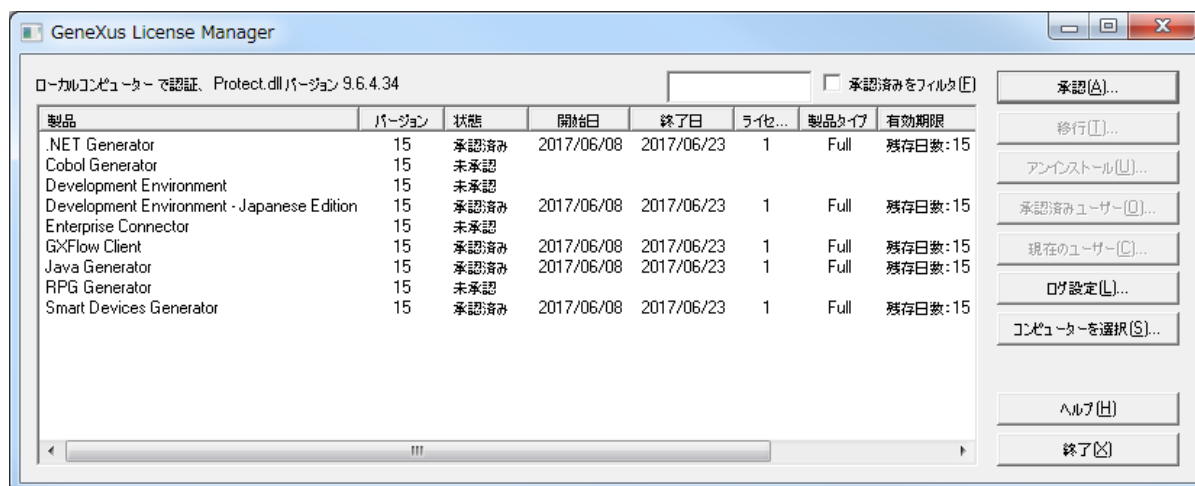 GeneXus License Manager
ローカルコンピューター で認証、 Protect.dll バージョン 9.6.4.34
承認済みをフィルタ(F)
製品 バージョン 状態 開始日 終了日 ライセ... 製品タイプ 有効期限
.NET Generator 15 承認済み 2017/06/08 2017/06/23 1 Full 残存日数:15
Cobol Generator 15 未承認
Development Environment 15 未承認
Development Environment - Japanese Edition 15 承認済み 2017/06/08 2017/06/23 1 Full 残存日数:15
Enterprise Connector 15 未承認
GXFlow Client 15 承認済み 2017/06/08 2017/06/23 1 Full 残存日数:15
Java Generator 15 承認済み 2017/06/08 2017/06/23 1 Full 残存日数:15
RPG Generator 15 未承認
Smart Devices Generator 15 承認済み 2017/06/08 2017/06/23 1 Full 残存日数:15
承認(A)...
移行(T)...
アンインストール(U)...
承認済みユーザー(O)...
現在のユーザー(C)...
ログ設定(L)...
コンピューターを選択(S)...
ヘルプ(H)
終了(X)